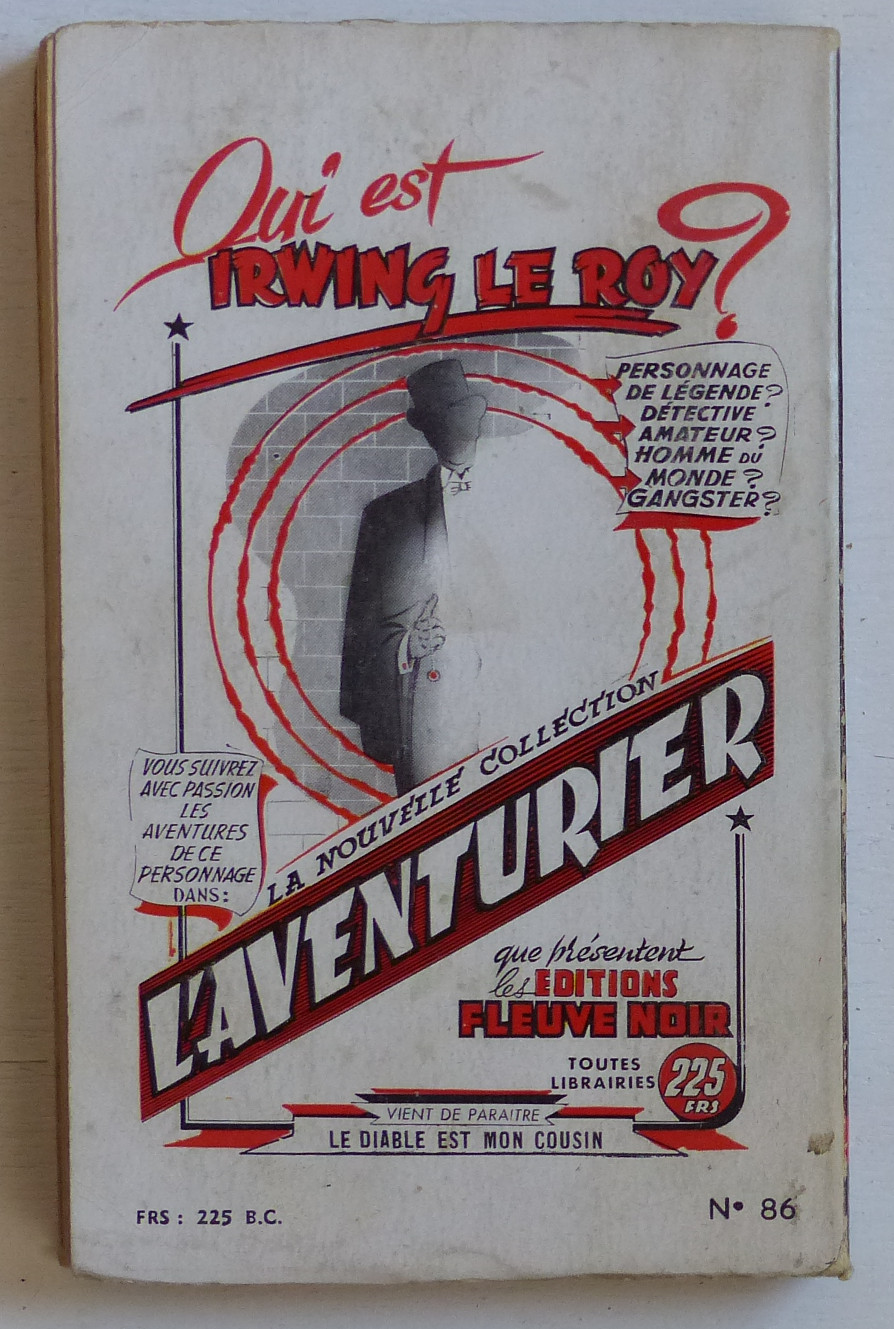 Qui est
IRWING LE ROY?
PERSONNAGE
DE LÉGENDE?
DÉTECTIVE
AMATEUR?
HOMME DU
MONDE?
GANGSTER?
VOUS SUIVREZ
AVEC PASSION
LES
AVENTURES
DE CE
PERSONNAGE
DANS:
LA NOUVELLE COLLECTION
L'AVENTURIER
que présentent
les EDITIONS
FLEUVE NOIR
TOUTES
LIBRAIRIES
225
FRS
VIENT DE PARAITRE
LE DIABLE EST MON COUSIN
FRS : 225 B.C.
N• 86